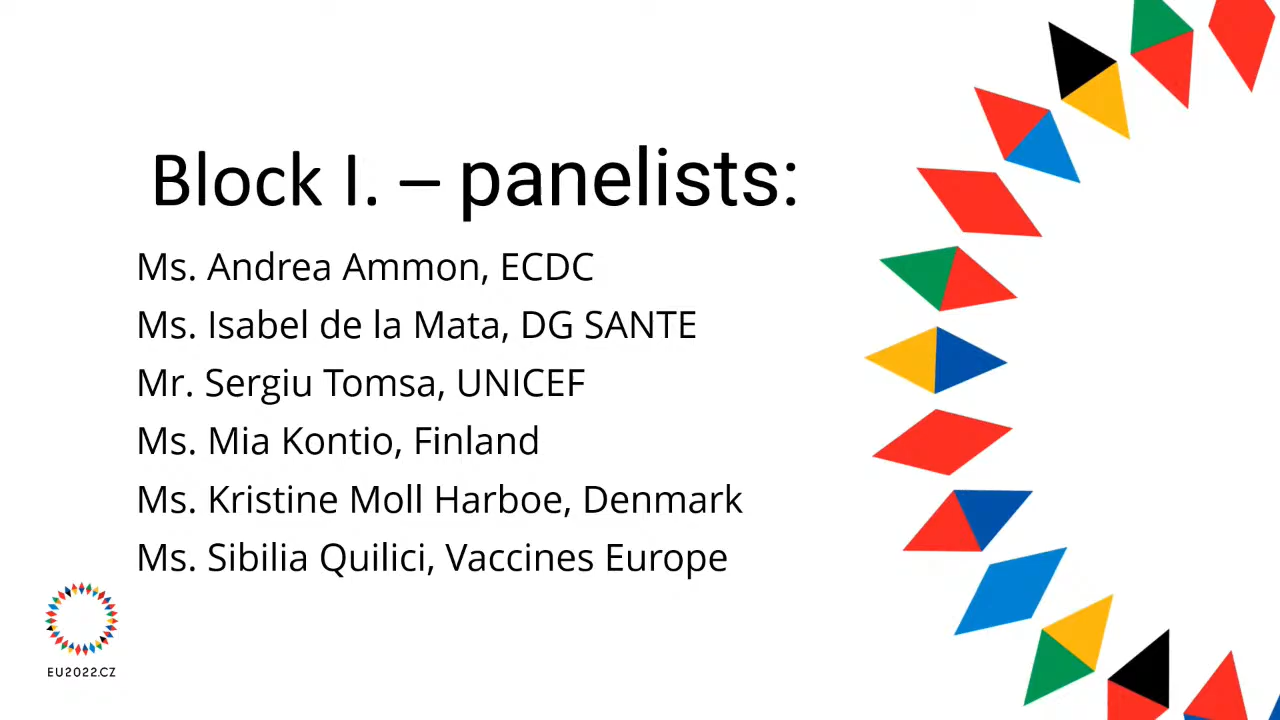 Block I. – panelists:
Ms. Andrea Ammon, ECDC
Ms. Isabel de la Mata, DG SANTE
Mr. Sergiu Tomsa, UNICEF
Ms. Mia Kontio, Finland
Ms. Kristine Moll Harboe, Denmark
Ms. Sibilia Quilici, Vaccines Europe
EU2022.CZ